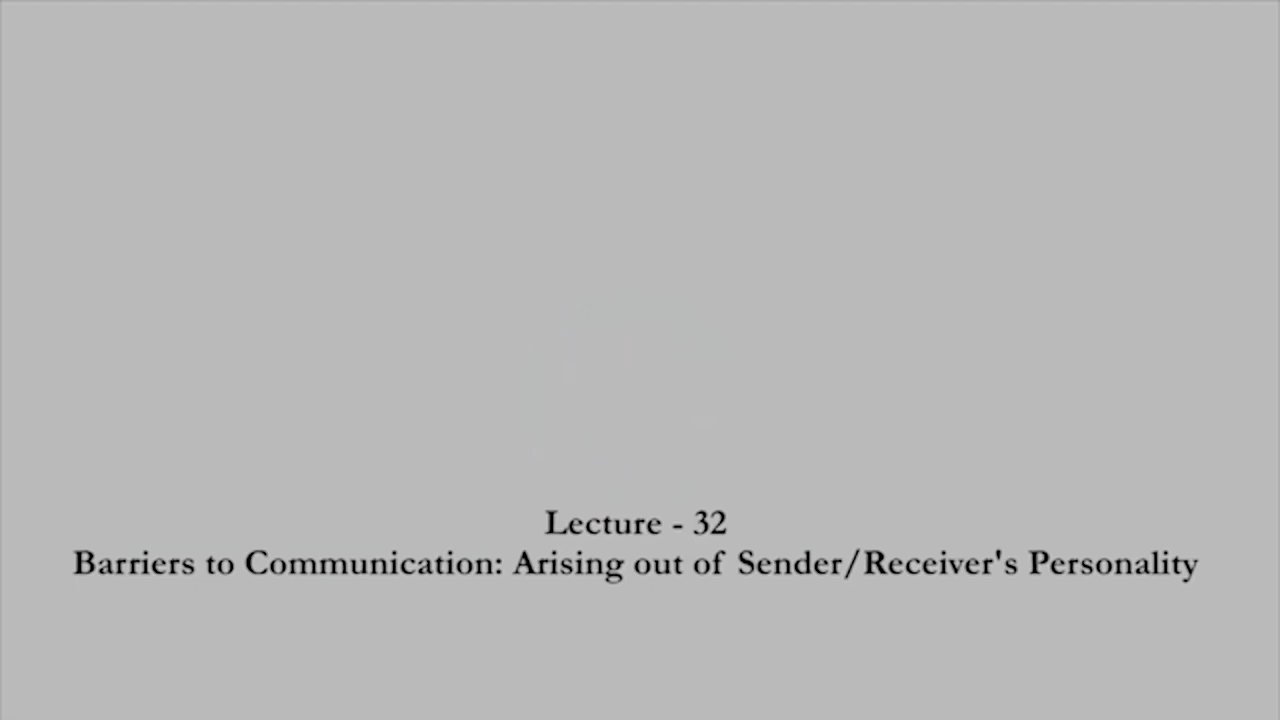 Lecture - 32
Barriers to Communication: Arising out of Sender/Receiver's Personality